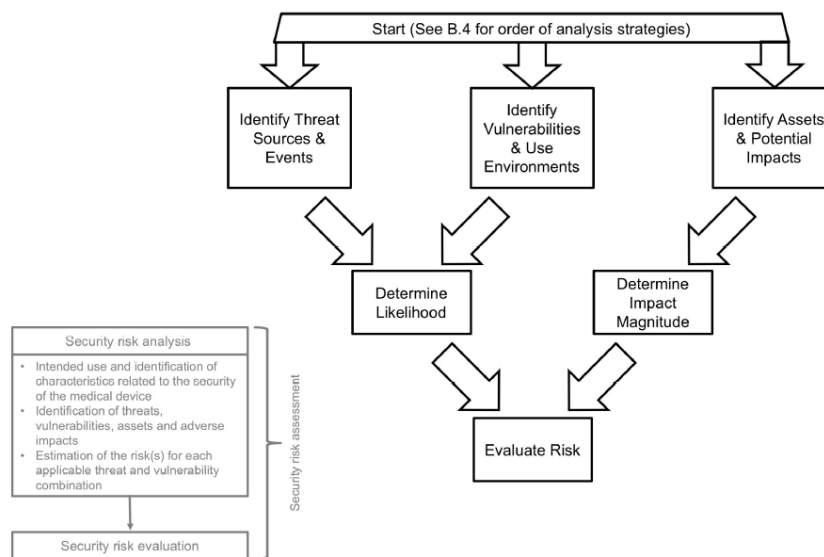 Start (See B.4 for order of analysis strategies)
Identify Threat
Sources &
Events
Identify
Vulnerabilities
& Use
Environments
Identify Assets
& Potential
Impacts
Determine
Likelihood
Determine
Impact
Magnitude
Evaluate Risk
Security risk analysis
• Intended use and identification of
characteristics related to the security
of the medical device
• Identification of threats,
vulnerabilities, assets and adverse
impacts
• Estimation of the risk(s) for each
applicable threat and vulnerability
combination
Security risk evaluation
Security risk assessment